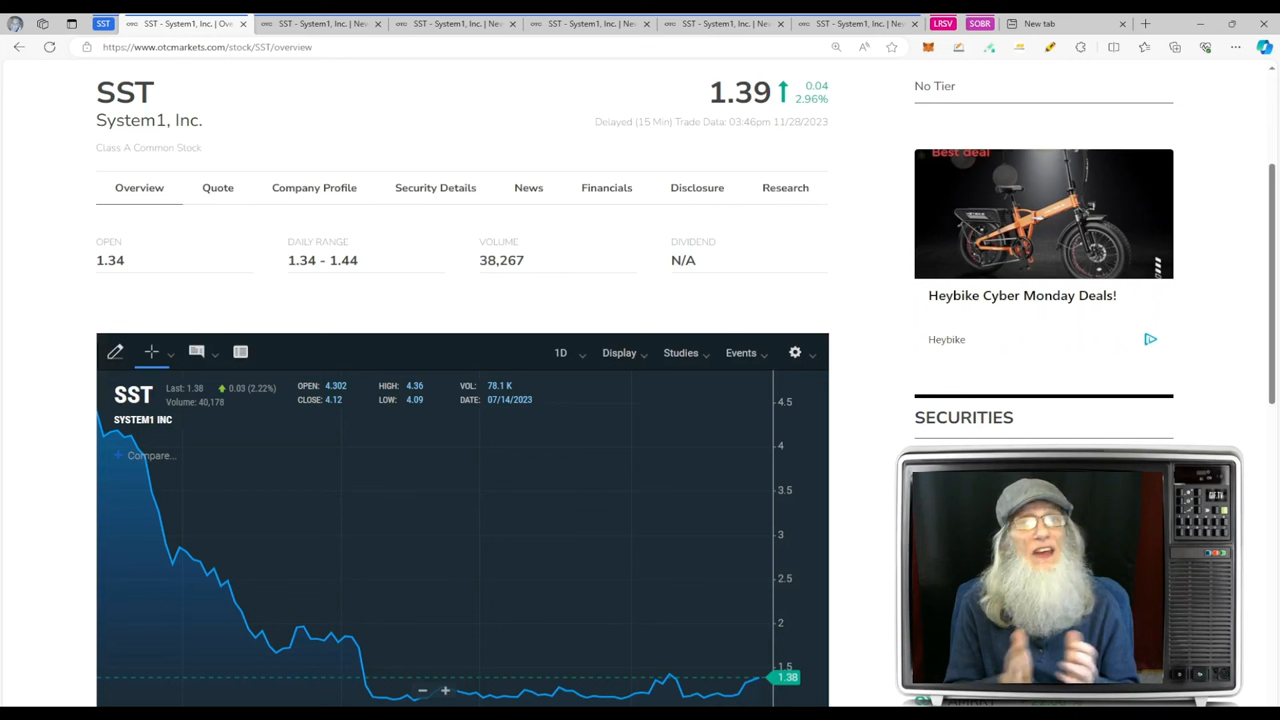 SST
SST - System1, Inc. | Ov
SST - System1, Inc. | Ne
SST - System1, Inc. | Nev
SST - System1, Inc. | Ne
SST - System1, Inc. | Nev
SST - System1, Inc. | Ne
LRSV
SOBR
New tab
https://www.otcmarkets.com/stock/SST/overview
SST
1.39
0.04
2.96%
System1, Inc.
Delayed (15 Min) Trade Data: 03:46pm 11/28/2023
Class A Common Stock
Overview
Quote
Company Profile
Security Details
News
Financials
Disclosure
Research
OPEN
1.34
DAILY RANGE
1.34 - 1.44
VOLUME
38,267
DIVIDEND
N/A
1D
Display
Studies
Events
SST
Last: 1.38
0.03 (2.22%)
Volume: 40,178
OPEN: 4.302
HIGH: 4.36
VOL: 78.1 K
CLOSE: 4.12
LOW: 4.09
DATE: 07/14/2023
SYSTEM1 INC
+ Compare...
4.5
4
3.5
3
2.5
2
1.5
1.38
No Tier
Best deal
Heybike Cyber Monday Deals!
Heybike
SECURITIES